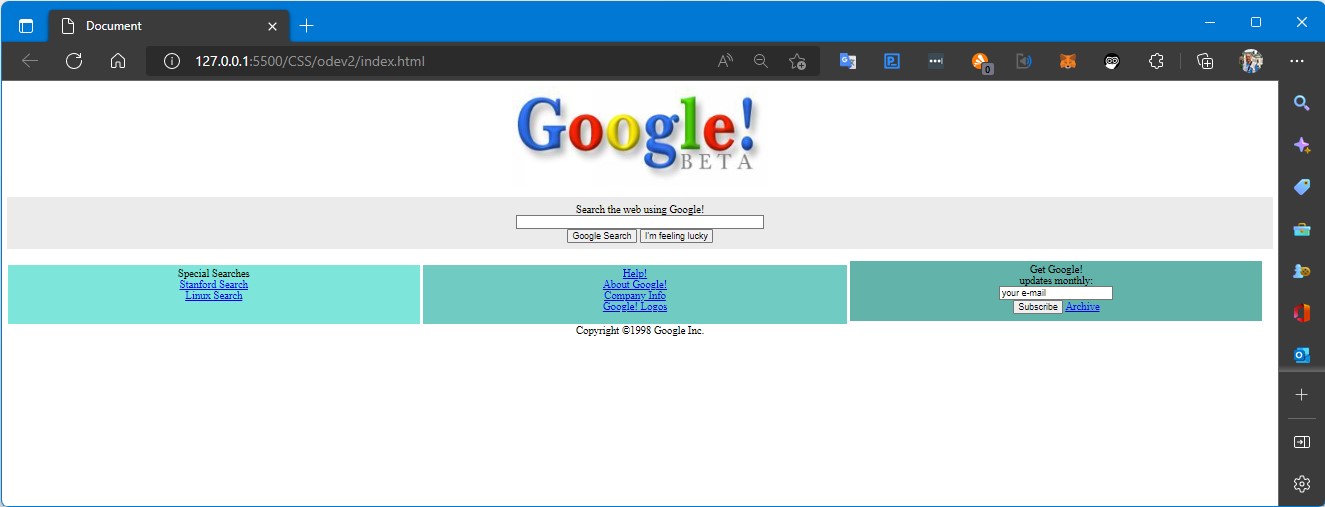 Document
127.0.0.1:5500/CSS/odev2/index.html
0
Google!
BETA
Search the web using Google!
Google Search I'm feeling lucky
Special Searches
Stanford Search
Linux Search
Help!
About Google!
Company Info
Google! Logos
Get Google!
updates monthly:
your e-mail
Subscribe Archive
Copyright ©1998 Google Inc.